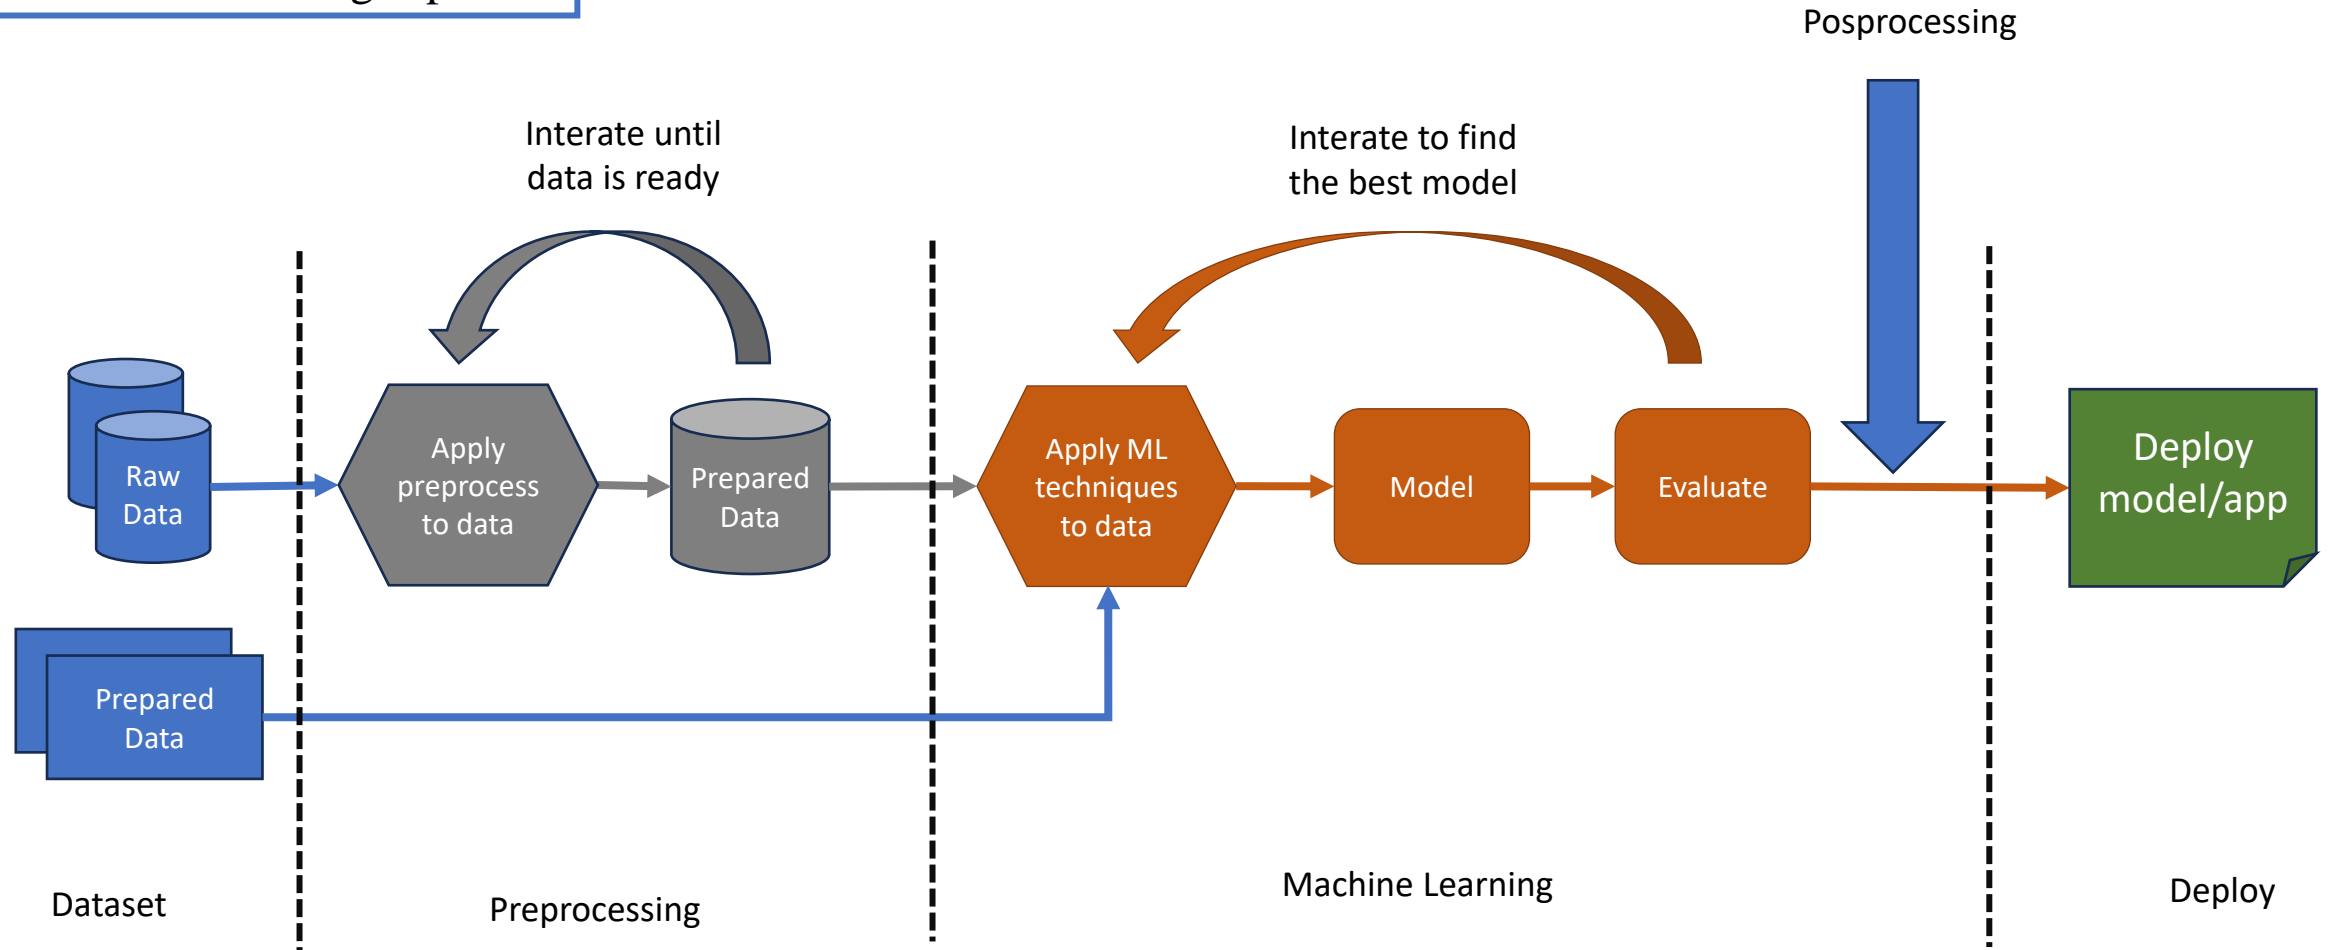 Posprocessing
Interate until
data is ready
Interate to find
the best model
Raw
Data
Apply
preprocess
to data
Prepared
Data
Apply ML
techniques
to data
Model
Evaluate
Deploy
model/app
Prepared
Data
Dataset
Preprocessing
Machine Learning
Deploy